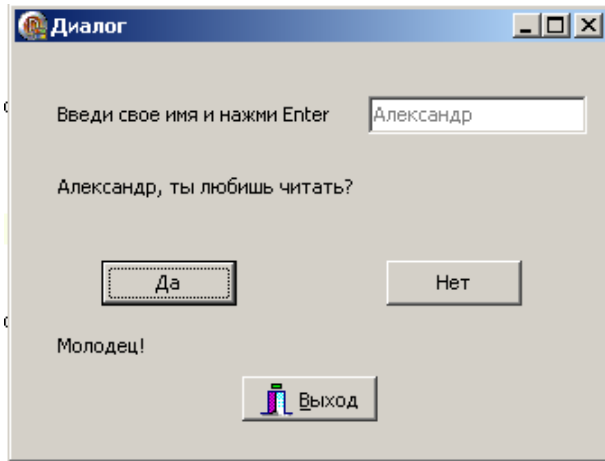 Диалог
Введи свое имя и нажми Enter Александр
Александр, ты любишь читать?
Да Нет
Молодец!
Выход